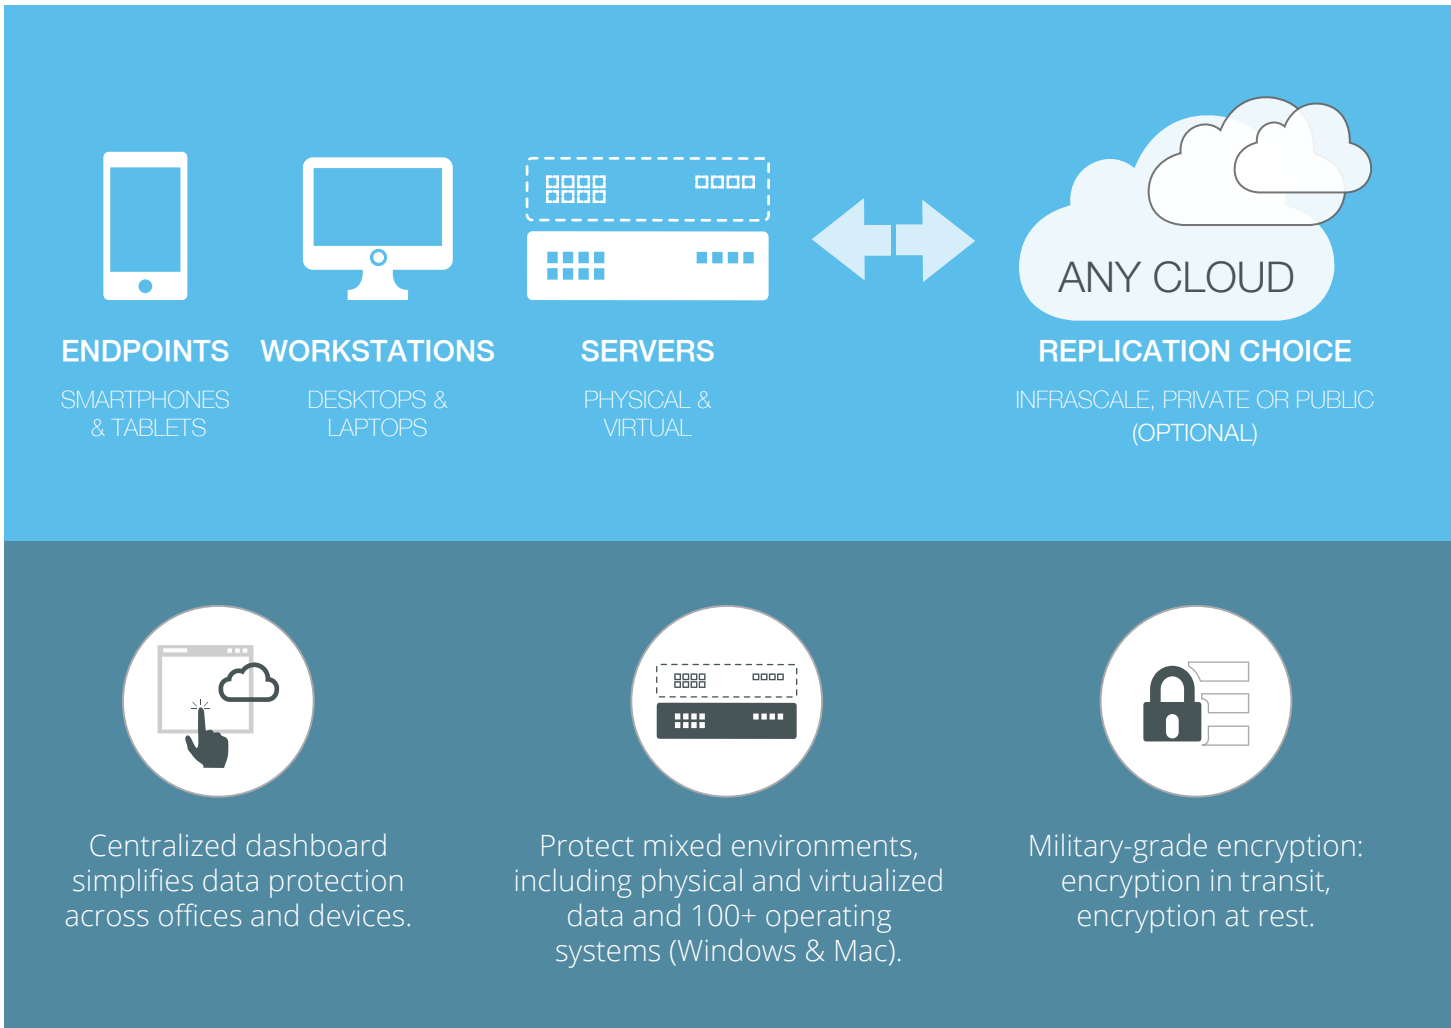 ANY CLOUD
ENDPOINTS
SMARTPHONES
& TABLETS
WORKSTATIONS
DESKTOPS &
LAPTOPS
SERVERS
PHYSICAL &
VIRTUAL
REPLICATION CHOICE
INFRASCALE, PRIVATE OR PUBLIC
(OPTIONAL)
Centralized dashboard
simplifies data protection
across offices and devices.
Protect mixed environments,
including physical and virtualized
data and 100+ operating
systems (Windows & Mac).
Military-grade encryption:
encryption in transit,
encryption at rest.